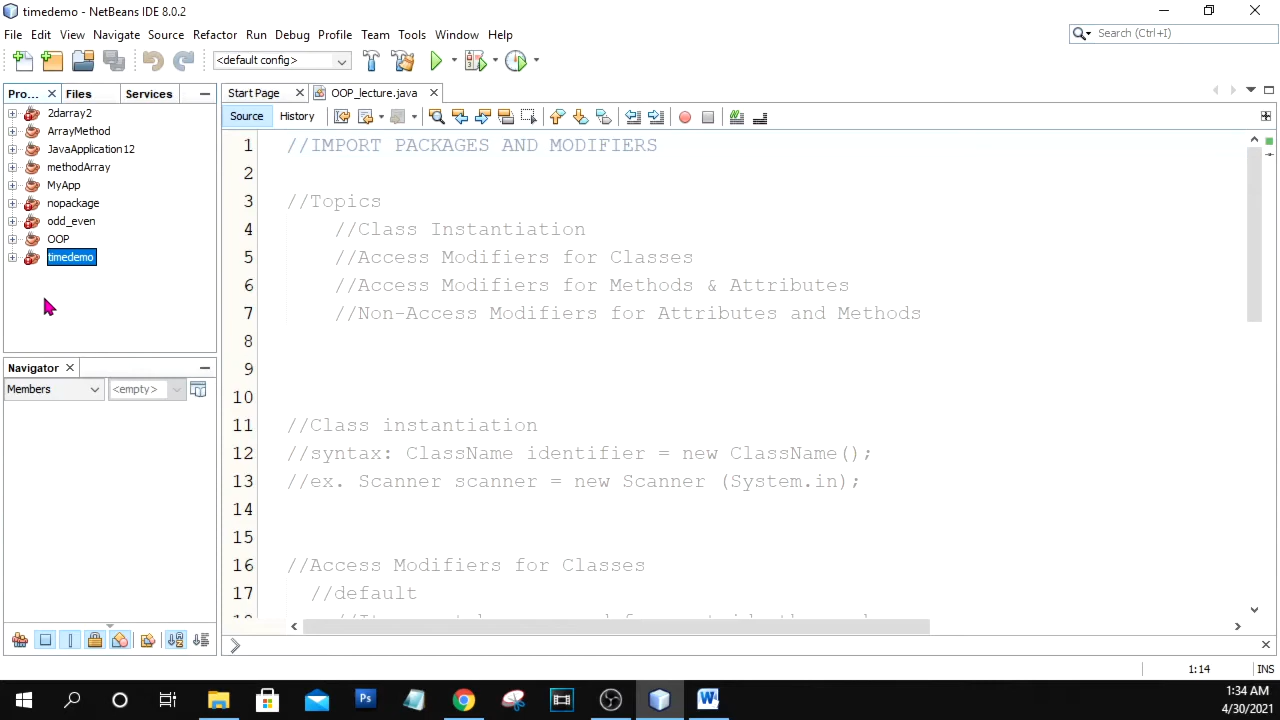 timedemo - NetBeans IDE 8.0.2
File Edit View Navigate Source Refactor Run Debug Profile Team Tools Window Help
Search (Ctrl+I)
<default config>
Pro... Files Services
Start Page OOP_lecture.java
Source History
2darray2
ArrayMethod
JavaApplication12
methodArray
MyApp
nopackage
odd_even
OOP
timedemo
Navigator
Members <empty>
1 //IMPORT PACKAGES AND MODIFIERS
2
3 //Topics
4 //Class Instantiation
5 //Access Modifiers for Classes
6 //Access Modifiers for Methods & Attributes
7 //Non-Access Modifiers for Attributes and Methods
8
9
10
11 //Class instantiation
12 //syntax: ClassName identifier = new ClassName();
13 //ex. Scanner scanner = new Scanner (System.in);
14
15
16 //Access Modifiers for Classes
17 //default
1:14 INS
Ps
W
1:34 AM
4/30/2021